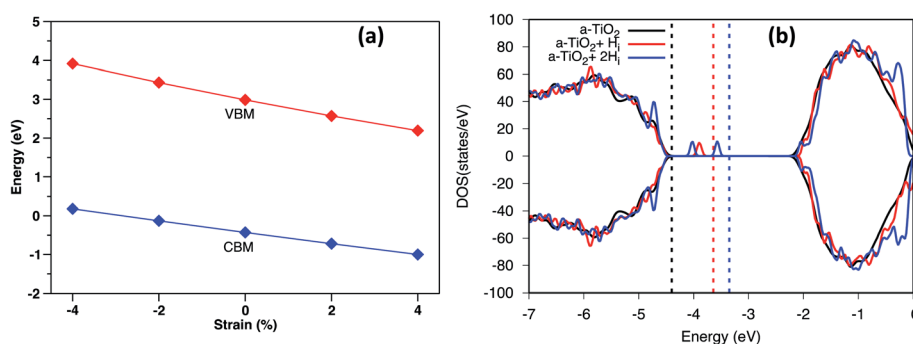 (a)
Energy (eV)
5
4
3
2
1
0
-1
-2
VBM
CBM
-4 -2 0 2 4
Strain (%)
(b)
a-TiO₂
a-TiO₂+ Hᵢ
a-TiO₂+ 2Hᵢ
DOS(states/eV)
100
80
60
40
20
0
-20
-40
-60
-80
-100
-7 -6 -5 -4 -3 -2 -1 0
Energy (eV)